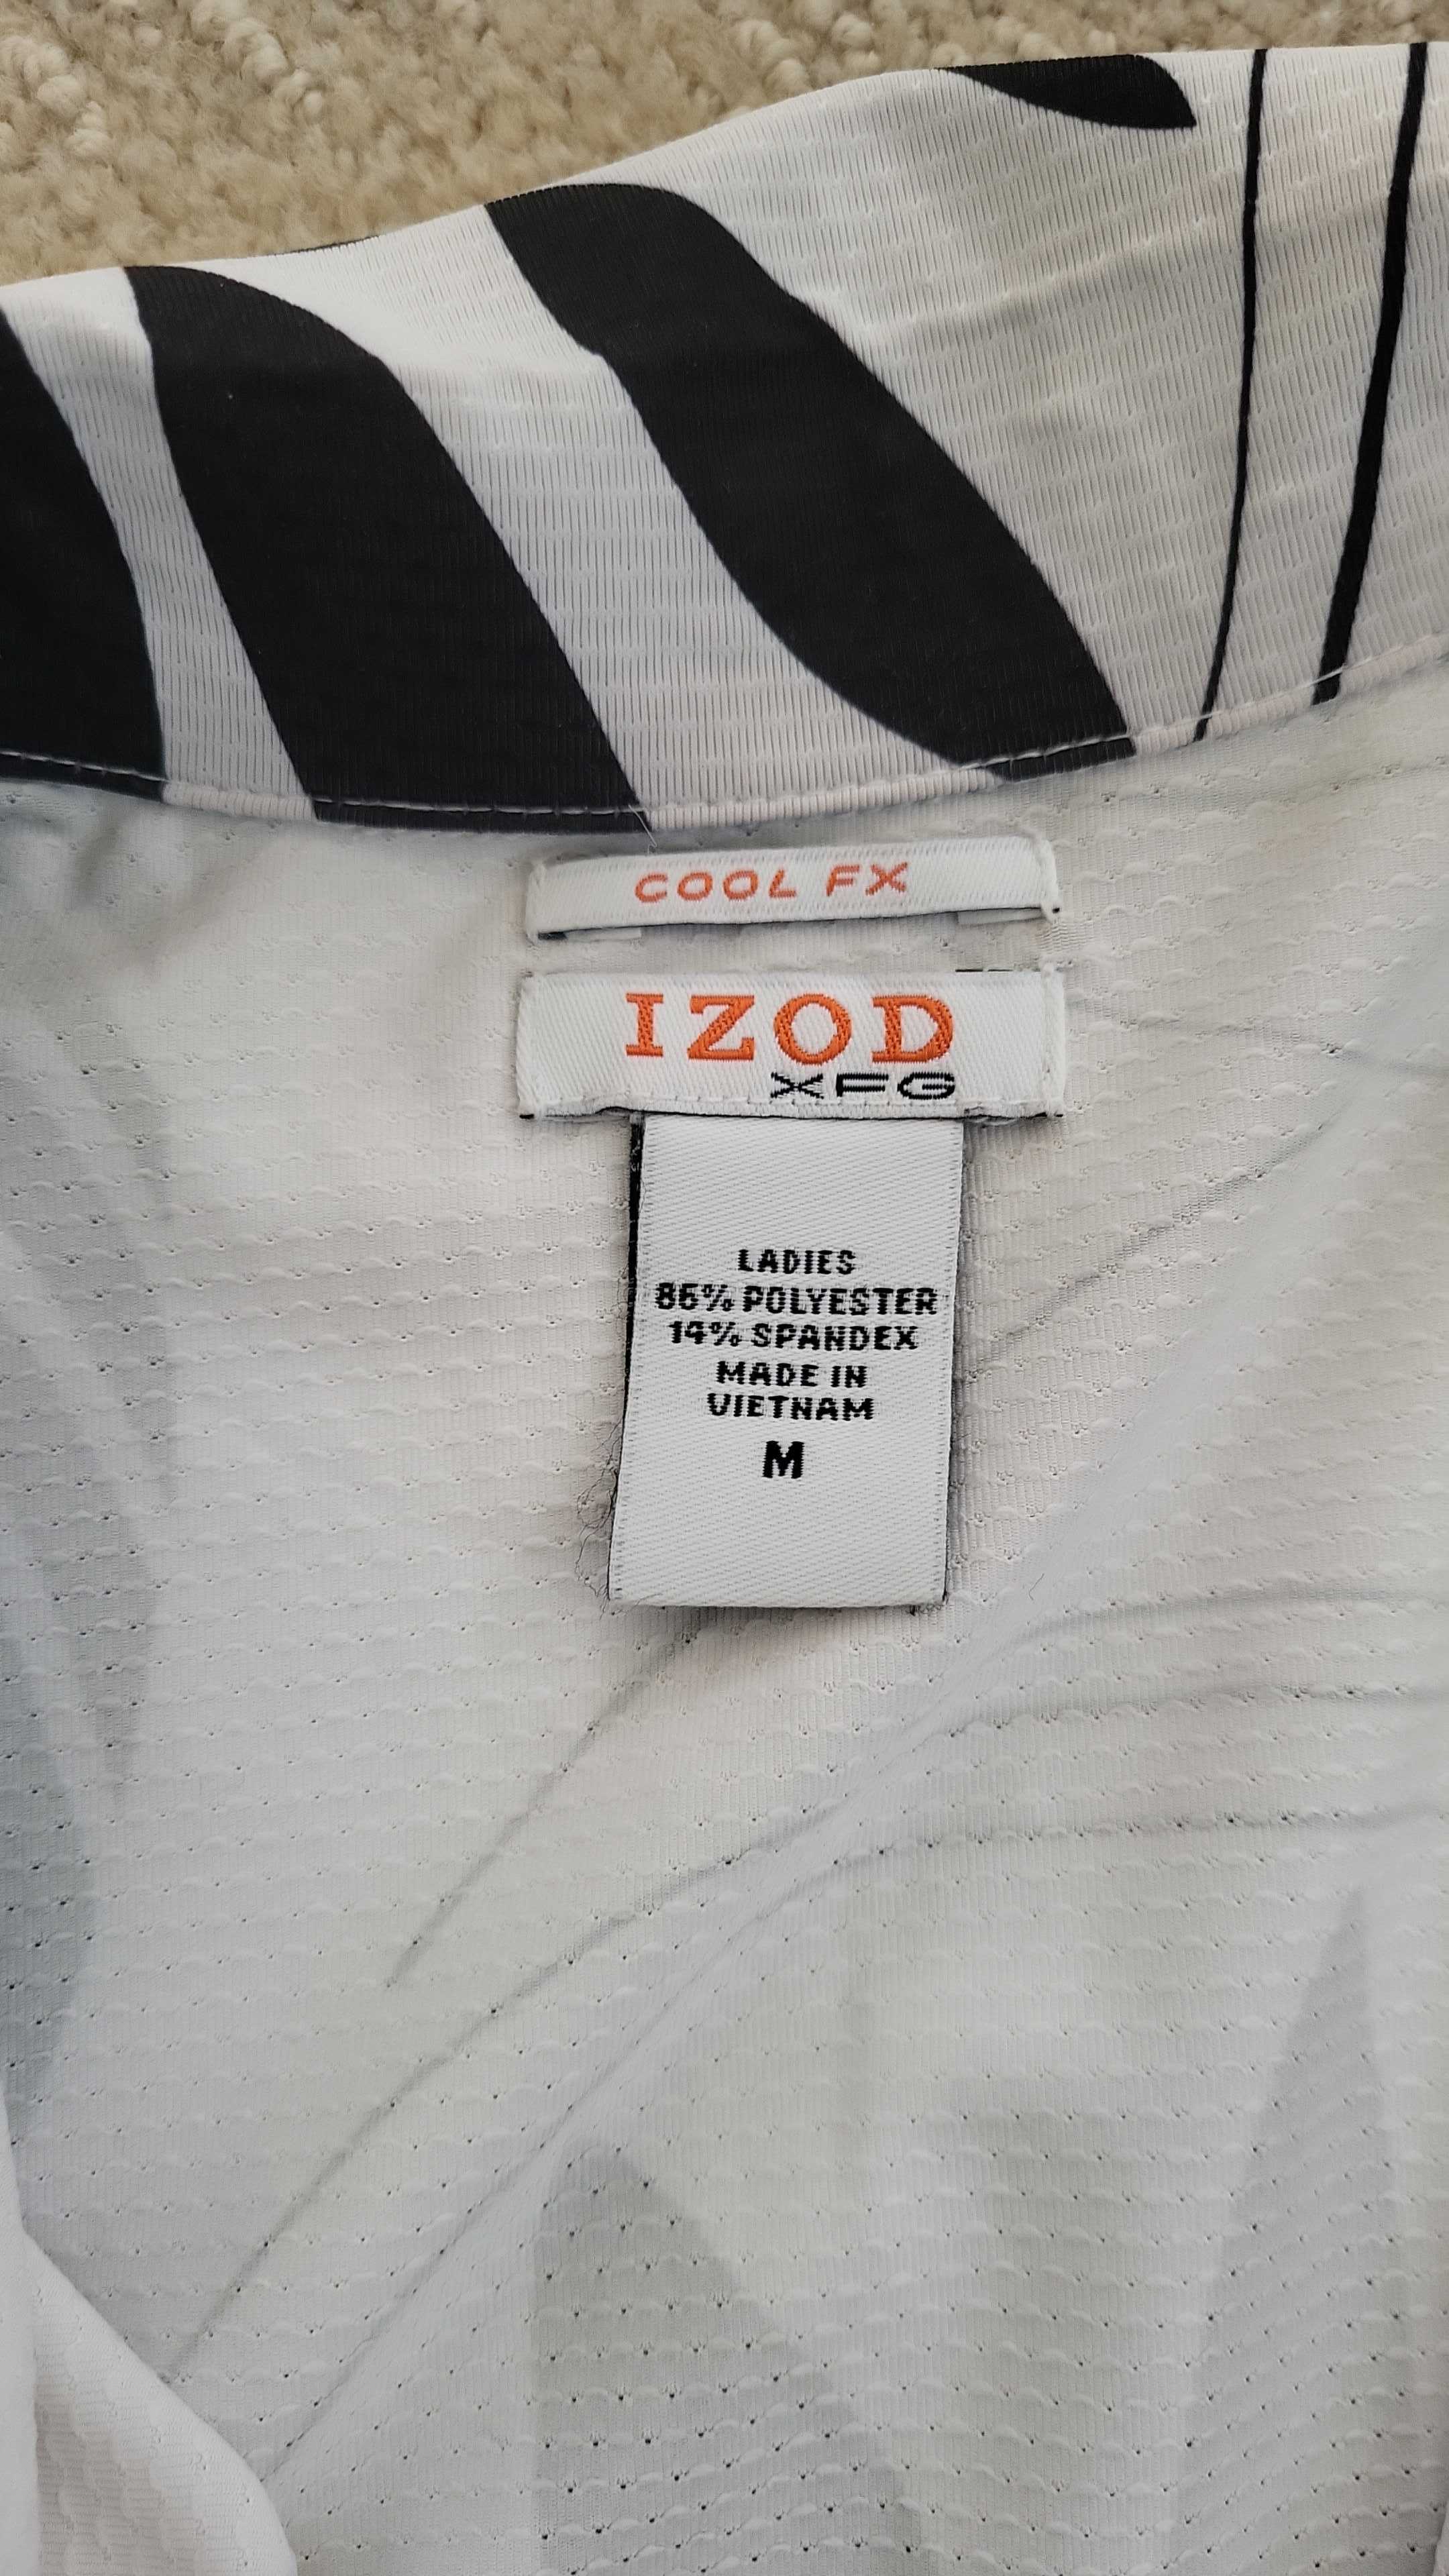 COOL FX
IZOD
XFG
LADIES
86% POLYESTER
14% SPANDEX
MADE IN
VIETNAM
M